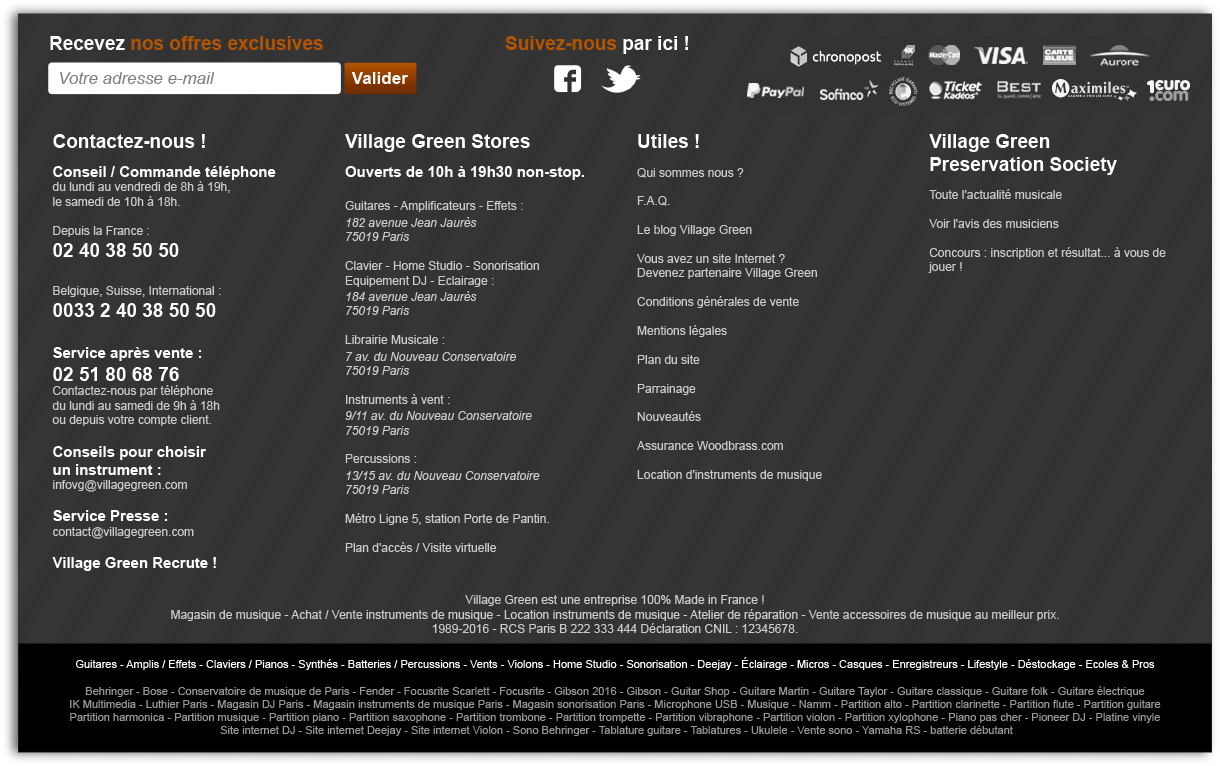 Recevez nos offres exclusives
Votre adresse e-mail
Valider
Suivez-nous par ici !
chronopost
MasterCard
VISA
CARTE BLEUE
Aurore
PayPal
Sofinco
Ticket Kadéos
BEST
Maximiles
1€uro.com
Contactez-nous !
Conseil / Commande téléphone
du lundi au vendredi de 8h à 19h,
le samedi de 10h à 18h.
Depuis la France :
02 40 38 50 50
Belgique, Suisse, International :
0033 2 40 38 50 50
Service après vente :
02 51 80 68 76
Contactez-nous par téléphone
du lundi au samedi de 9h à 18h
ou depuis votre compte client.
Conseils pour choisir
un instrument :
infovg@villagegreen.com
Service Presse :
contact@villagegreen.com
Village Green Recrute !
Village Green Stores
Ouverts de 10h à 19h30 non-stop.
Guitares - Amplificateurs - Effets :
182 avenue Jean Jaurès
75019 Paris
Clavier - Home Studio - Sonorisation
Equipement DJ - Eclairage :
184 avenue Jean Jaurès
75019 Paris
Librairie Musicale :
7 av. du Nouveau Conservatoire
75019 Paris
Instruments à vent :
9/11 av. du Nouveau Conservatoire
75019 Paris
Percussions :
13/15 av. du Nouveau Conservatoire
75019 Paris
Métro Ligne 5, station Porte de Pantin.
Plan d'accès / Visite virtuelle
Utiles !
Qui sommes nous ?
F.A.Q.
Le blog Village Green
Vous avez un site Internet ?
Devenez partenaire Village Green
Conditions générales de vente
Mentions légales
Plan du site
Parrainage
Nouveautés
Assurance Woodbrass.com
Location d'instruments de musique
Village Green
Preservation Society
Toute l'actualité musicale
Voir l'avis des musiciens
Concours : inscription et résultat... à vous de
jouer !
Village Green est une entreprise 100% Made in France !
Magasin de musique - Achat / Vente instruments de musique - Location instruments de musique - Atelier de réparation - Vente accessoires de musique au meilleur prix.
1989-2016 - RCS Paris B 222 333 444 Déclaration CNIL : 12345678.
Guitares - Amplis / Effets - Claviers / Pianos - Synthés - Batteries / Percussions - Vents - Violons - Home Studio - Sonorisation - Deejay - Éclairage - Micros - Casques - Enregistreurs - Lifestyle - Déstockage - Ecoles & Pros
Behringer - Bose - Conservatoire de musique de Paris - Fender - Focusrite Scarlett - Focusrite - Gibson 2016 - Gibson - Guitar Shop - Guitare Martin - Guitare Taylor - Guitare classique - Guitare folk - Guitare électrique
IK Multimedia - Luthier Paris - Magasin DJ Paris - Magasin instruments de musique Paris - Magasin sonorisation Paris - Microphone USB - Musique - Namm - Partition alto - Partition clarinette - Partition flute - Partition guitare
Partition harmonica - Partition musique - Partition piano - Partition saxophone - Partition trombone - Partition trompette - Partition vibraphone - Partition violon - Partition xylophone - Piano pas cher - Pioneer DJ - Platine vinyle
Site internet DJ - Site internet Deejay - Site internet Violon - Sono Behringer - Tablature guitare - Tablatures - Ukulele - Vente sono - Yamaha RS - batterie débutant